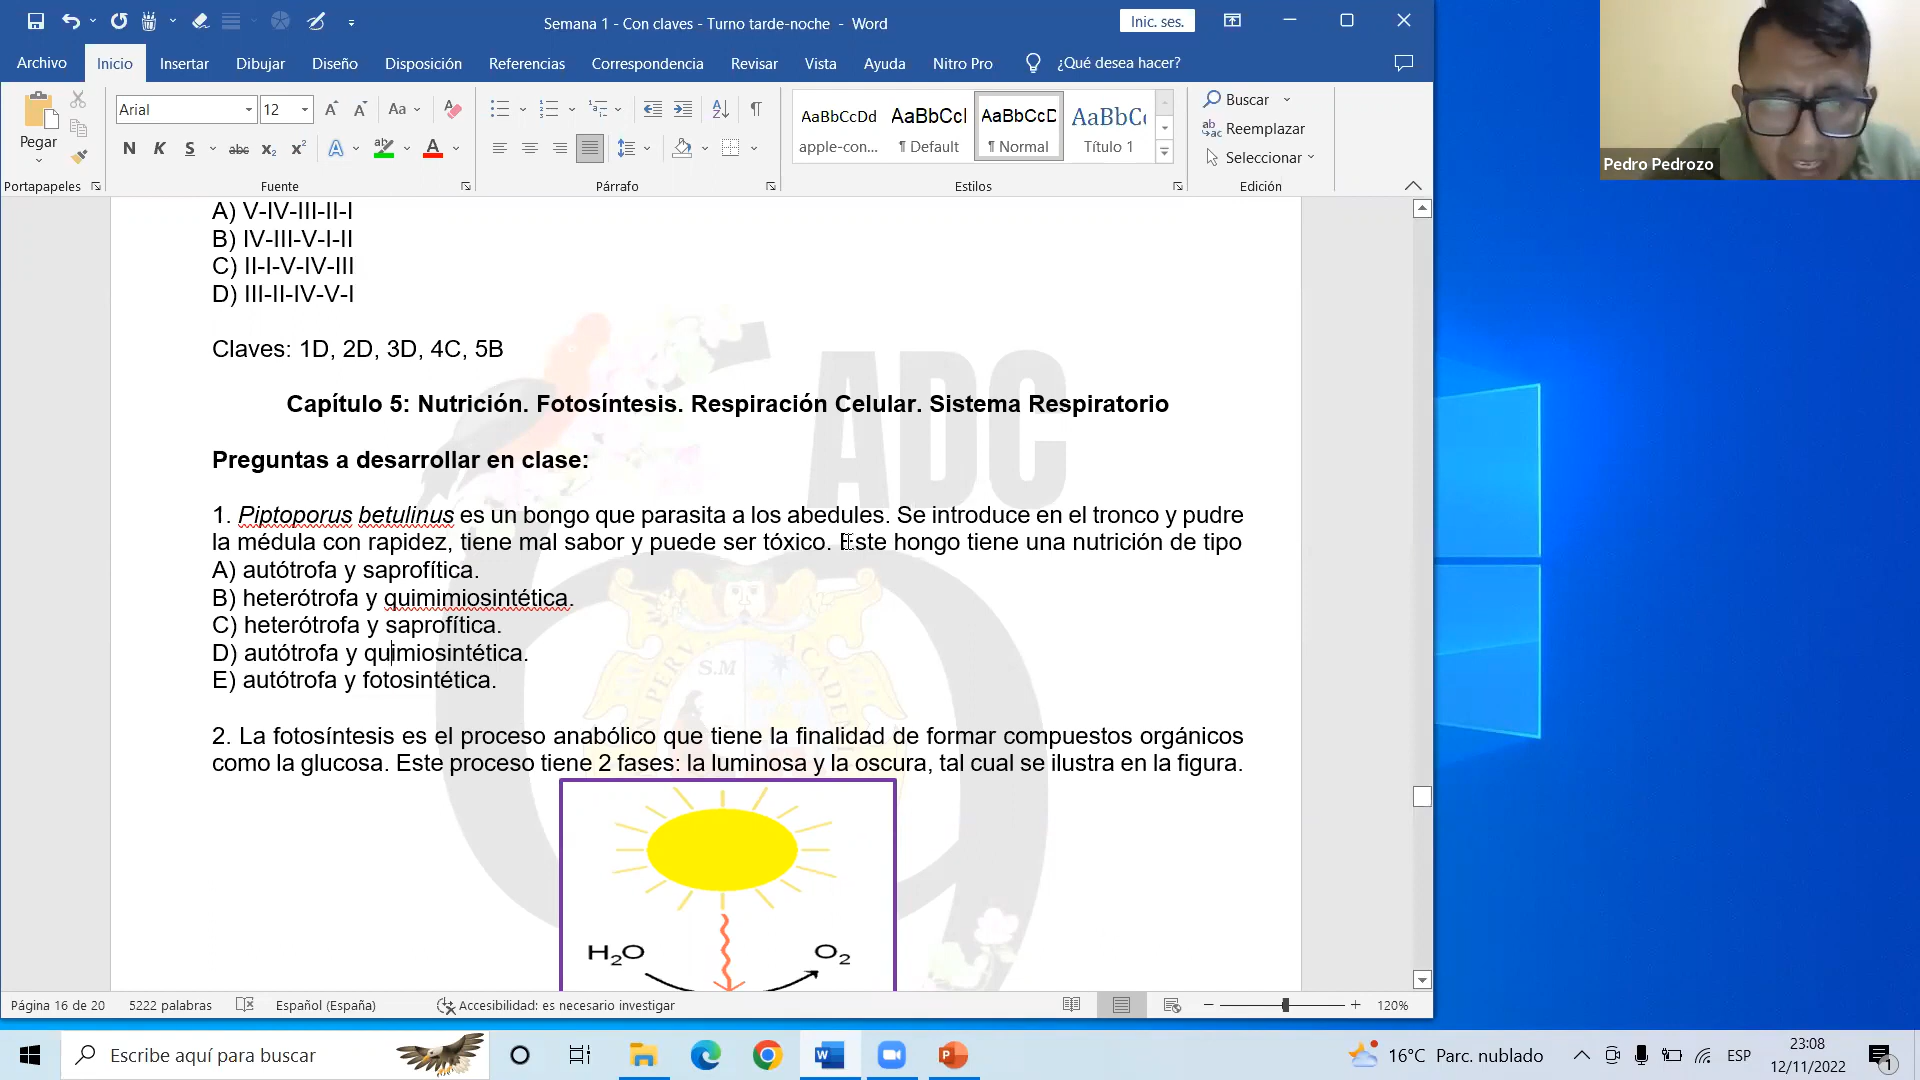 Semana 1 - Con claves - Turno tarde-noche - Word
Inic. ses.
Archivo Inicio Insertar Dibujar Diseño Disposición Referencias Correspondencia Revisar Vista Ayuda Nitro Pro ¿Qué desea hacer?
Pegar
Arial 12
Aa
N K S abc x₂ x² A ab A
AaBbCcDd AaBbCcI AaBbCcD AaBbC
apple-con... ¶ Default ¶ Normal Título 1
Buscar
Reemplazar
Seleccionar
Portapapeles Fuente Párrafo Estilos Edición
Pedro Pedrozo
A) V-IV-III-II-I
B) IV-III-V-I-II
C) II-I-V-IV-III
D) III-II-IV-V-I
Claves: 1D, 2D, 3D, 4C, 5B
ADC
Capítulo 5: Nutrición. Fotosíntesis. Respiración Celular. Sistema Respiratorio
Preguntas a desarrollar en clase:
1. Piptoporus betulinus es un bongo que parasita a los abedules. Se introduce en el tronco y pudre
la médula con rapidez, tiene mal sabor y puede ser tóxico. Este hongo tiene una nutrición de tipo
A) autótrofa y saprofítica.
B) heterótrofa y quimimiosintética.
C) heterótrofa y saprofítica.
D) autótrofa y quimiosintética.
E) autótrofa y fotosintética.
S.M
2. La fotosíntesis es el proceso anabólico que tiene la finalidad de formar compuestos orgánicos
como la glucosa. Este proceso tiene 2 fases: la luminosa y la oscura, tal cual se ilustra en la figura.
H₂O O₂
Página 16 de 20 5222 palabras Español (España) Accesibilidad: es necesario investigar 120%
Escribe aquí para buscar
16°C Parc. nublado ESP
23:08
12/11/2022
1